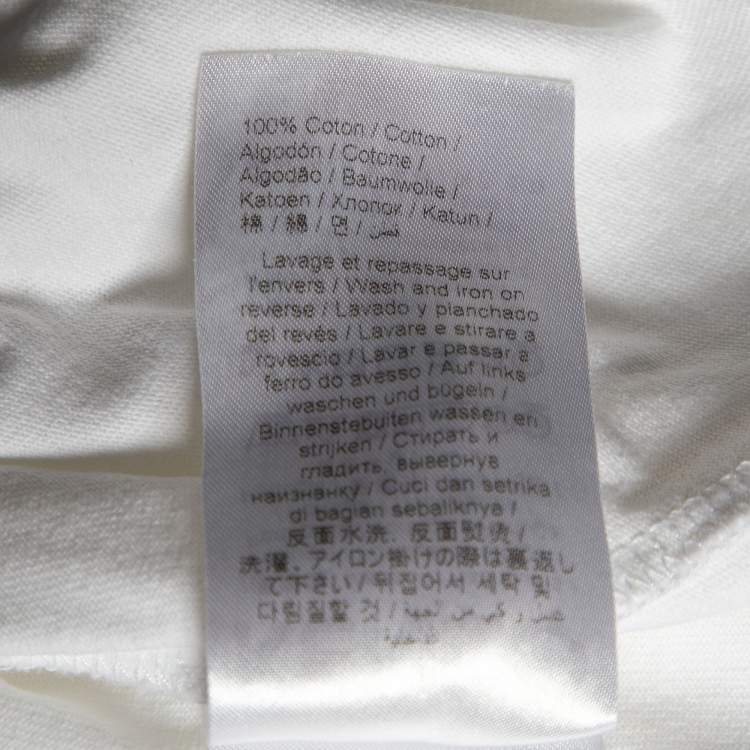 100% Coton / Cotton /
Algodón / Cotone /
Algodão / Baumwolle /
Katoen / Хлопок / Katun /
棉 / 綿 / 면 / قطن
Lavage et repassage sur
l'envers / Wash and iron on
reverse / Lavado y planchado
del revés / Lavare e stirare a
rovescio / Lavar e passar a
ferro do avesso / Auf links
waschen und bügeln /
Binnenstebuiten wassen en
strijken / Стирать и
гладить, вывернув
наизнанку / Cuci dan setrika
di bagian sebaliknya /
反面水洗, 反面熨烫 /
洗濯、アイロン掛けの際は裏返し
て下さい / 뒤집어서 세탁 및
다림질할 것 / غسل و كي من الجهة